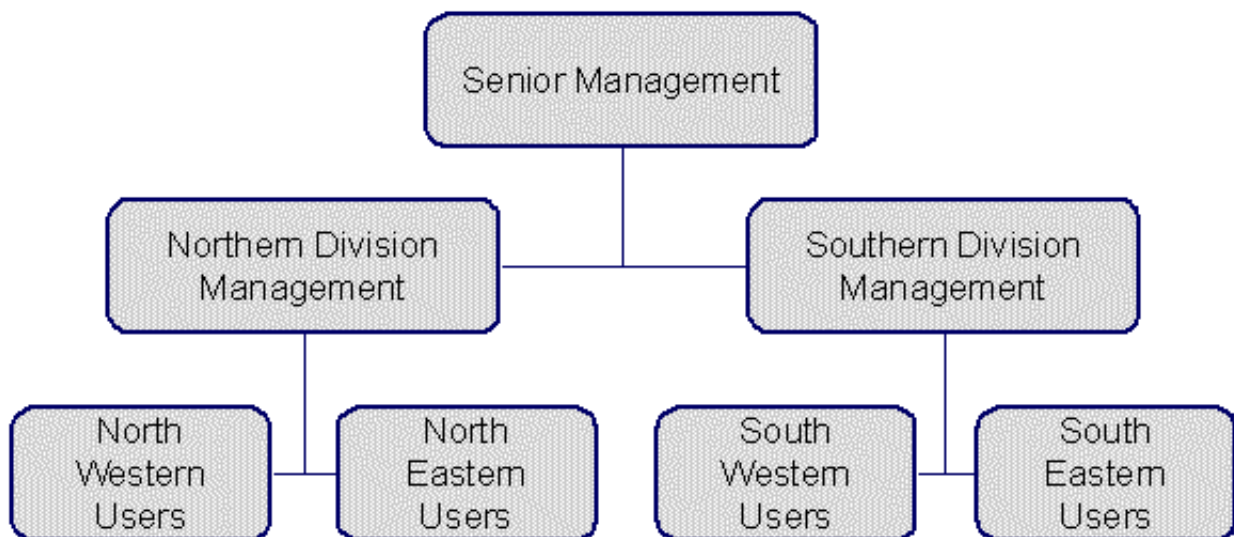 Senior Management
Northern Division
Management
Southern Division
Management
North
Western
Users
North
Eastern
Users
South
Western
Users
South
Eastern
Users